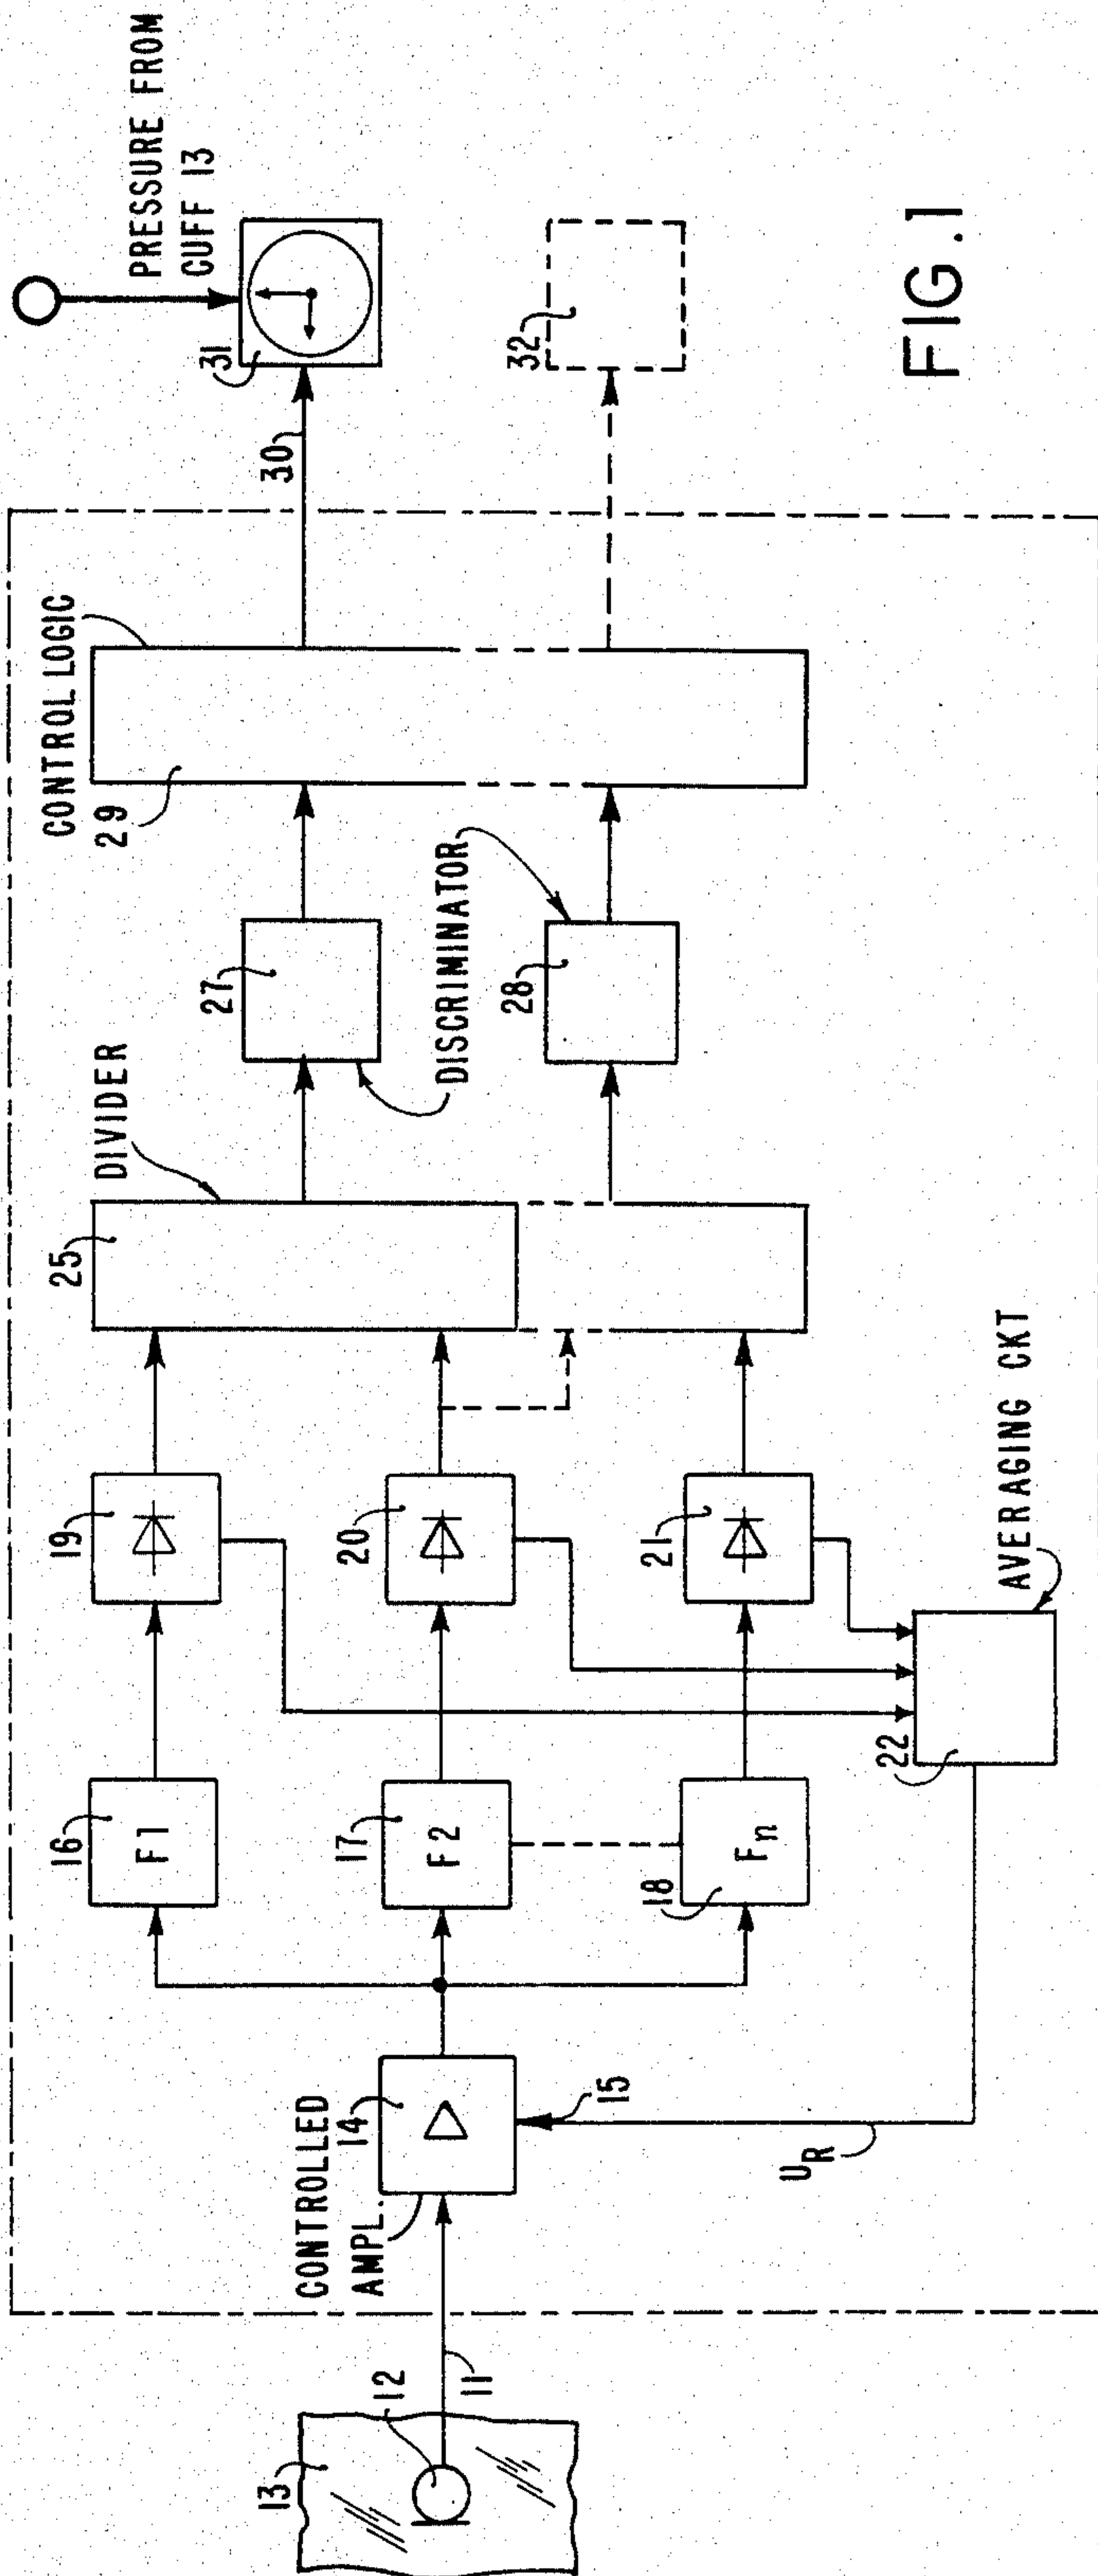 PRESSURE FROM
CUFF 13
31
30
32
FIG.1
CONTROL LOGIC
29
27
DISCRIMINATOR
28
DIVIDER
25
19
20
21
AVERAGING CKT
22
16
F1
17
F2
18
Fn
CONTROLLED
AMPL.
14
15
UR
13
12
11